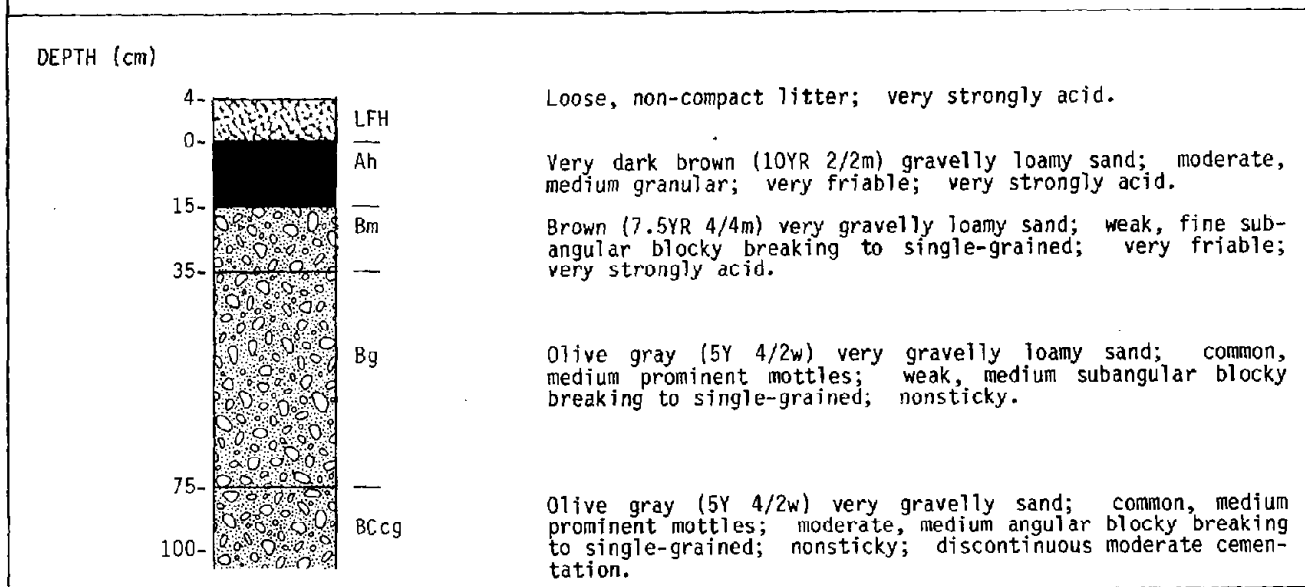 DEPTH (cm)
4-
LFH
Loose, non-compact litter; very strongly acid.
0-
Ah
Very dark brown (10YR 2/2m) gravelly loamy sand; moderate,
medium granular; very friable; very strongly acid.
15-
Bm
Brown (7.5YR 4/4m) very gravelly loamy sand; weak, fine sub-
angular blocky breaking to single-grained; very friable;
very strongly acid.
35-
Bg
Olive gray (5Y 4/2w) very gravelly loamy sand; common,
medium prominent mottles; weak, medium subangular blocky
breaking to single-grained; nonsticky.
75-
BCcg
Olive gray (5Y 4/2w) very gravelly sand; common, medium
prominent mottles; moderate, medium angular blocky breaking
to single-grained; nonsticky; discontinuous moderate cemen-
tation.
100-